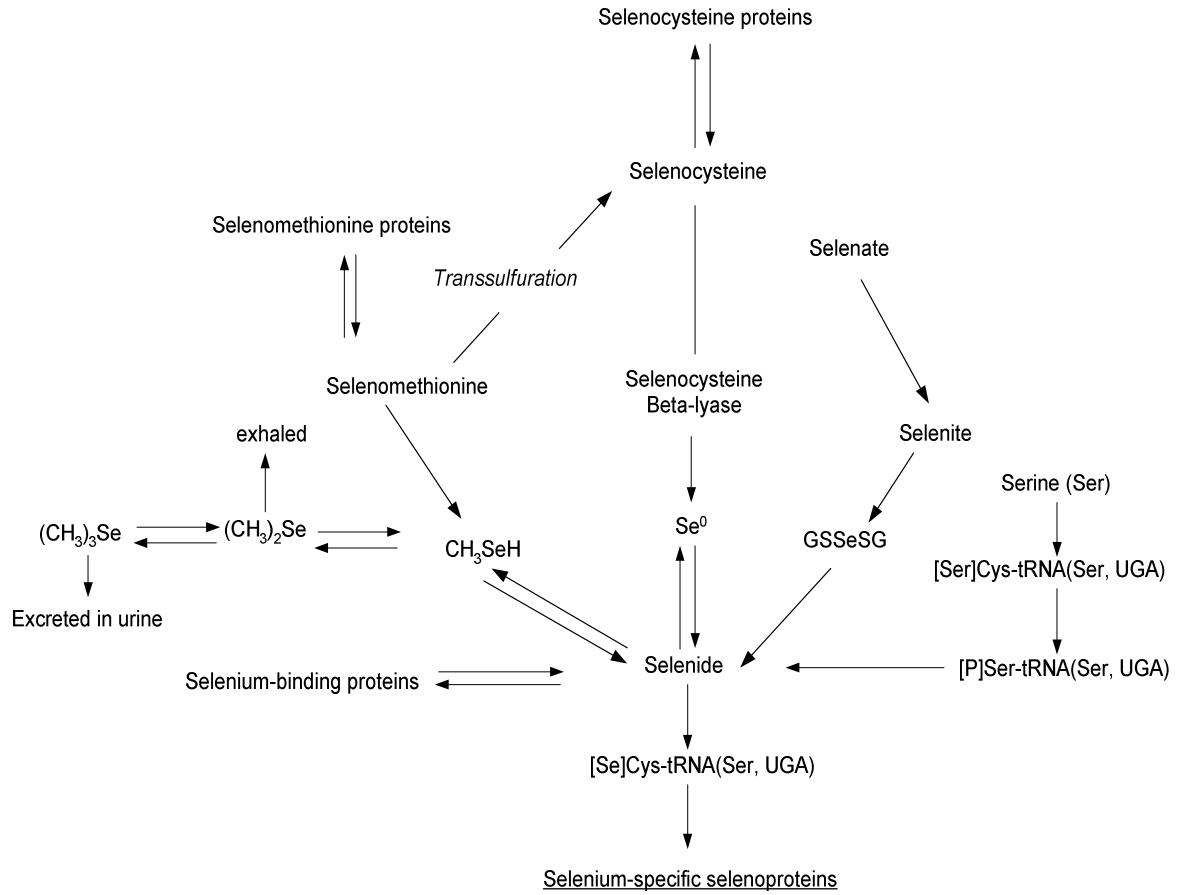 Selenocysteine proteins
Selenocysteine
Selenomethionine proteins
Selenate
Transsulfuration
Selenomethionine
Selenocysteine
Beta-lyase
exhaled
Selenite
Serine (Ser)
(CH₃)₃Se
(CH₃)₂Se
CH₃SeH
Se⁰
GSSeSG
[Ser]Cys-tRNA(Ser, UGA)
Excreted in urine
Selenium-binding proteins
Selenide
[P]Ser-tRNA(Ser, UGA)
[Se]Cys-tRNA(Ser, UGA)
Selenium-specific selenoproteins